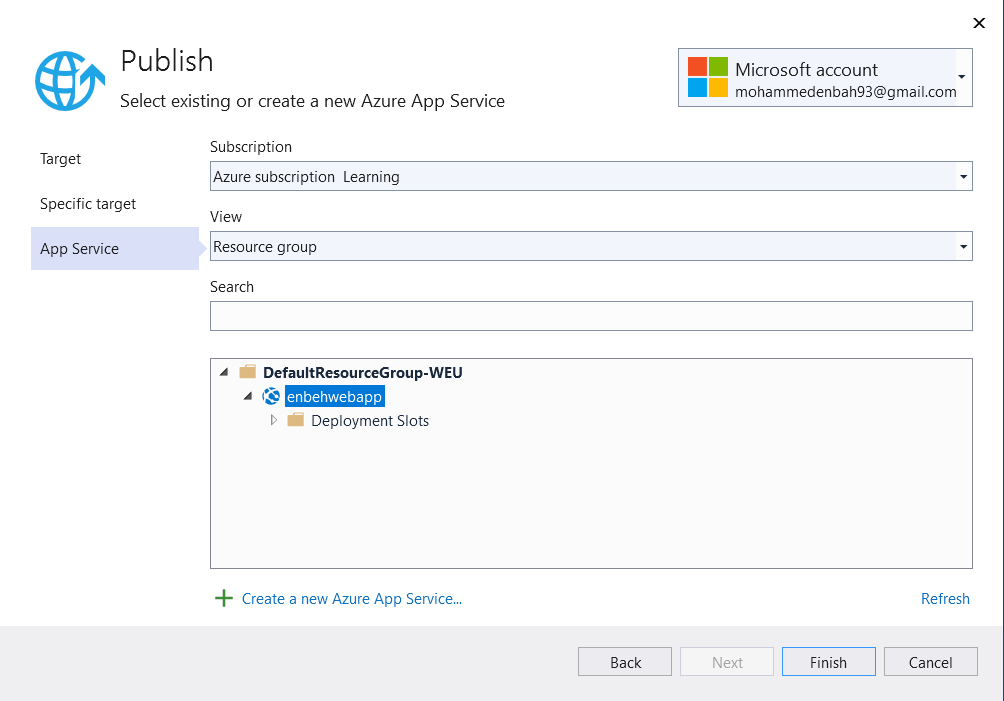 Publish
Select existing or create a new Azure App Service
Microsoft account
mohammedenbah93@gmail.com
Target
Specific target
App Service
Subscription
Azure subscription  Learning
View
Resource group
Search
DefaultResourceGroup-WEU
enbehwebapp
Deployment Slots
Create a new Azure App Service...
Refresh
Back
Next
Finish
Cancel